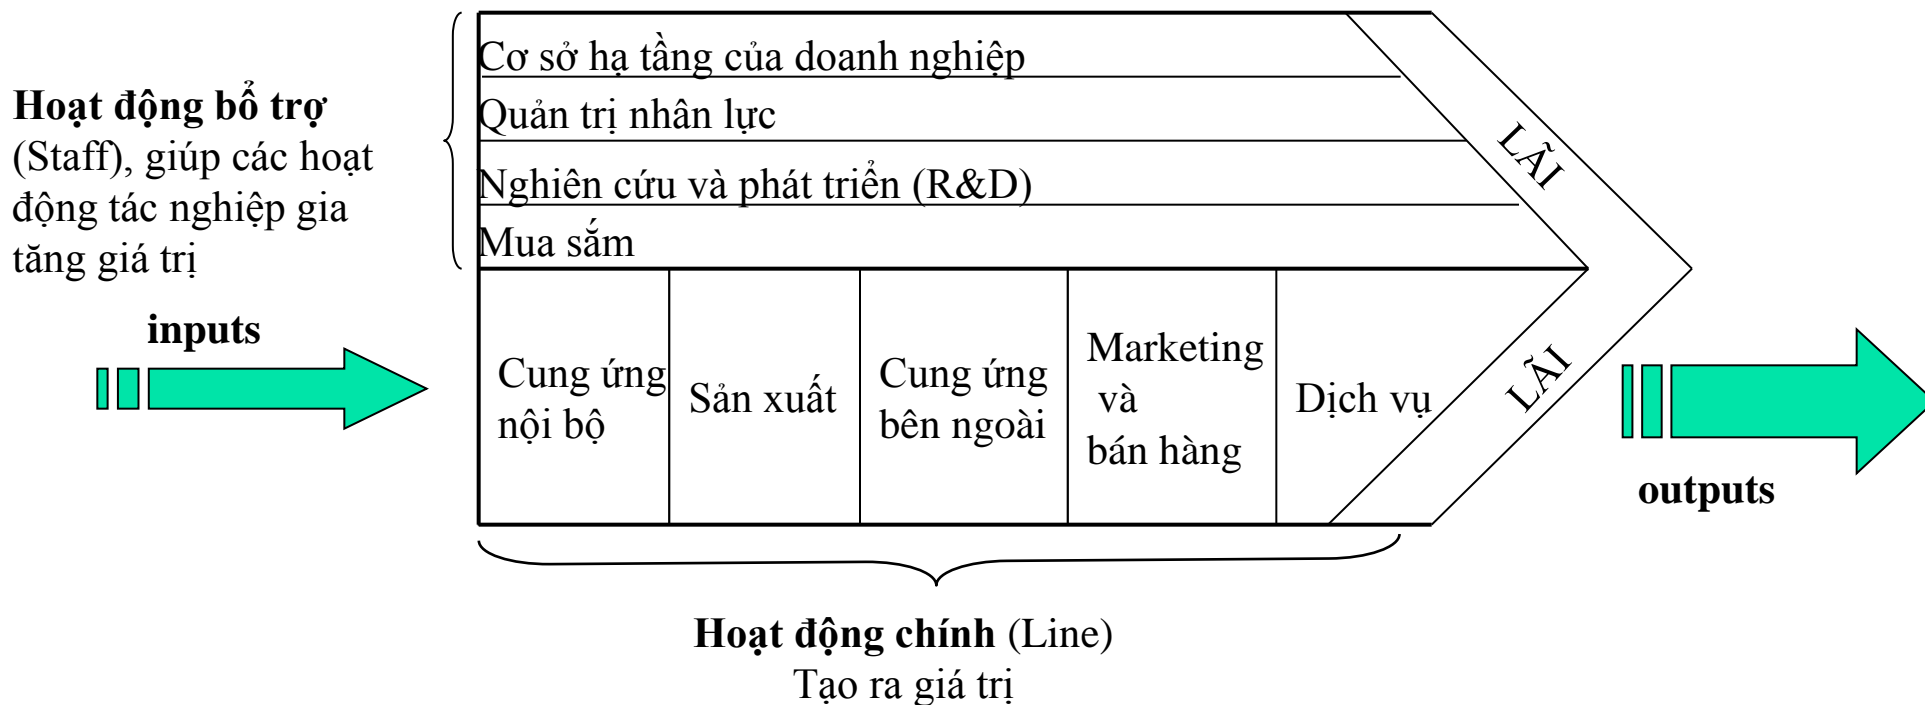 Cơ sở hạ tầng của doanh nghiệp
Quản trị nhân lực
Nghiên cứu và phát triển (R&D)
Mua sắm
LÃI
Hoạt động bổ trợ
(Staff), giúp các hoạt
động tác nghiệp gia
tăng giá trị
inputs
Cung ứng
nội bộ
Sản xuất
Cung ứng
bên ngoài
Marketing
và
bán hàng
Dịch vụ
LÃI
outputs
Hoạt động chính (Line)
Tạo ra giá trị